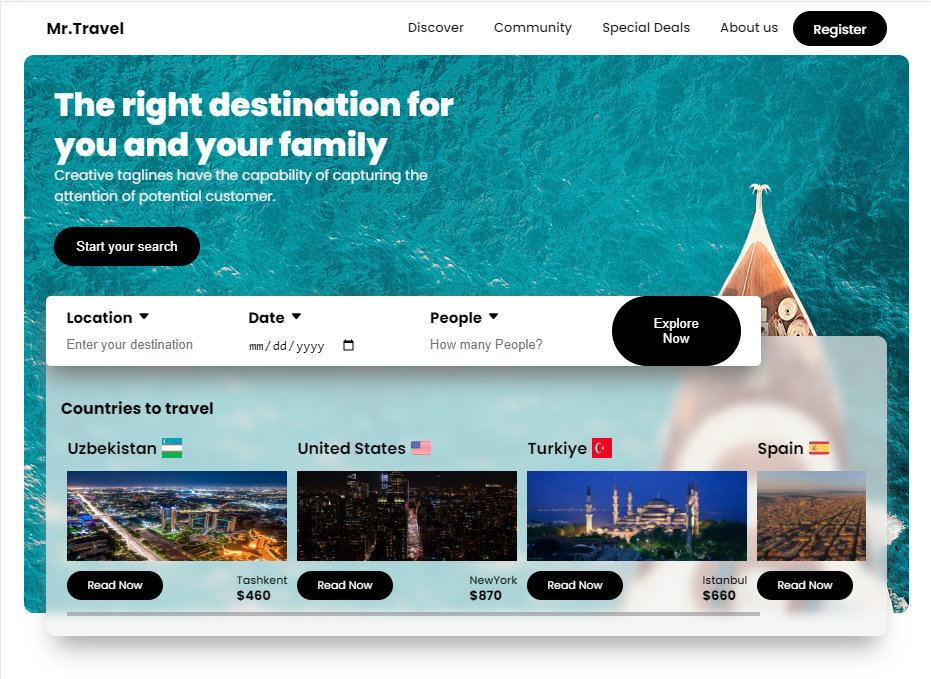 Mr.Travel
Discover
Community
Special Deals
About us
Register
The right destination for
you and your family
Creative taglines have the capability of capturing the
attention of potential customer.
Start your search
Location
Date
People
Explore
Now
Enter your destination
mm/dd/yyyy
How many People?
Countries to travel
Uzbekistan
United States
Turkiye
Spain
Read Now
Tashkent
$460
Read Now
NewYork
$870
Read Now
Istanbul
$660
Read Now